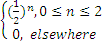 (1/2)ⁿ, 0 ≤ n ≤ 2
0, elsewhere